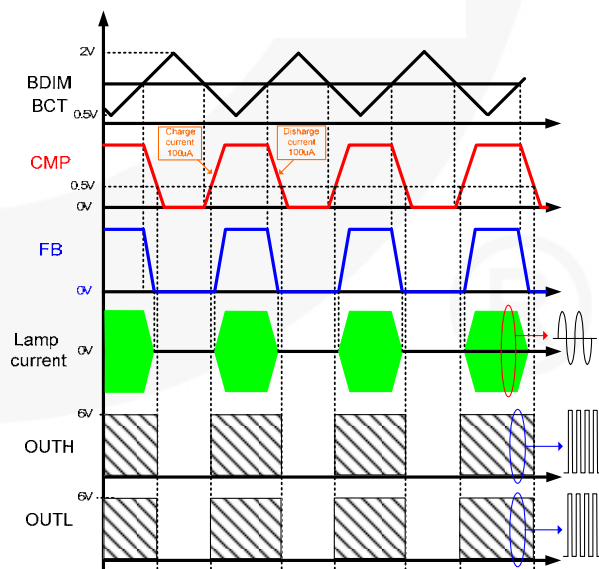 2V
BDIM
BCT
0.5V
Charge
current
100uA
Disharge
current
100uA
CMP
0.5V
0V
FB
0V
Lamp
current
0V
6V
OUTH
6V
OUTL